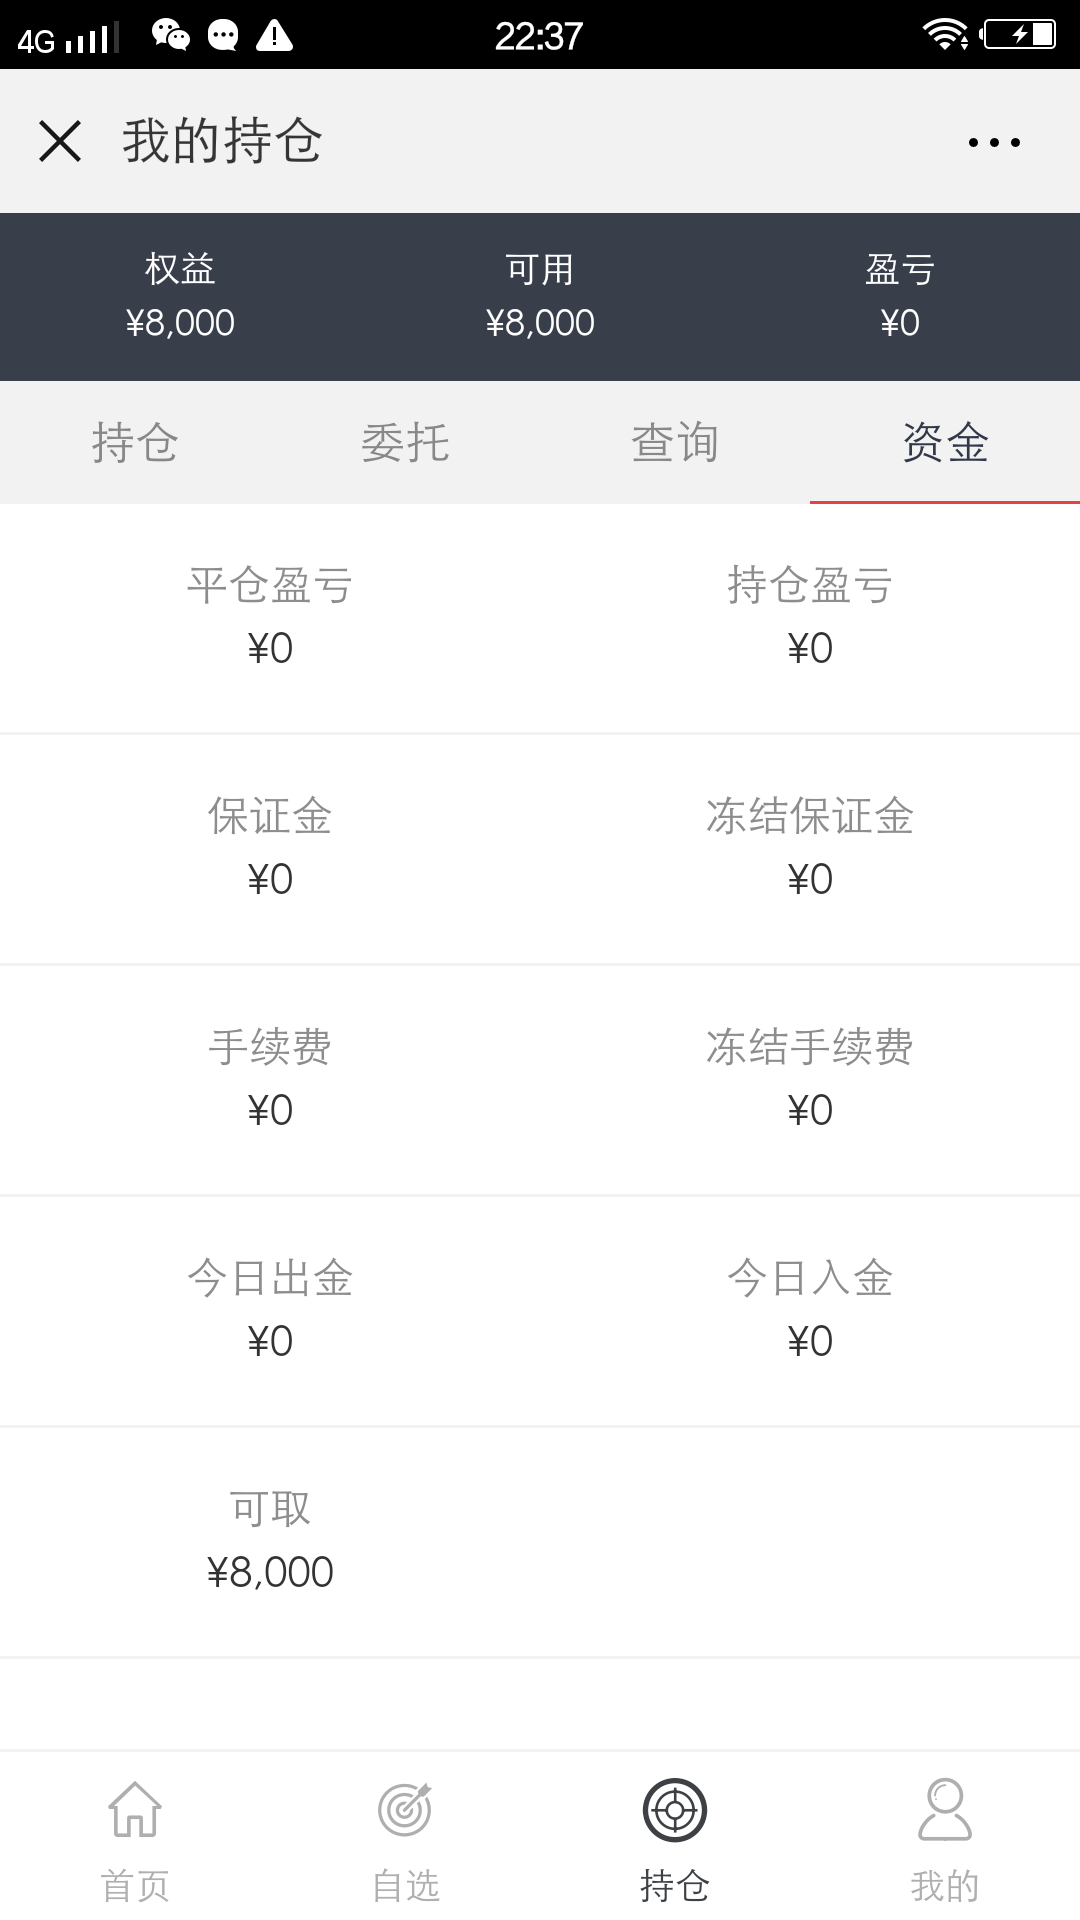 4G 22:37
我的持仓
权益 可用 盈亏
¥8,000 ¥8,000 ¥0
持仓 委托 查询 资金
平仓盈亏 持仓盈亏
¥0 ¥0
保证金 冻结保证金
¥0 ¥0
手续费 冻结手续费
¥0 ¥0
今日出金 今日入金
¥0 ¥0
可取
¥8,000
首页 自选 持仓 我的